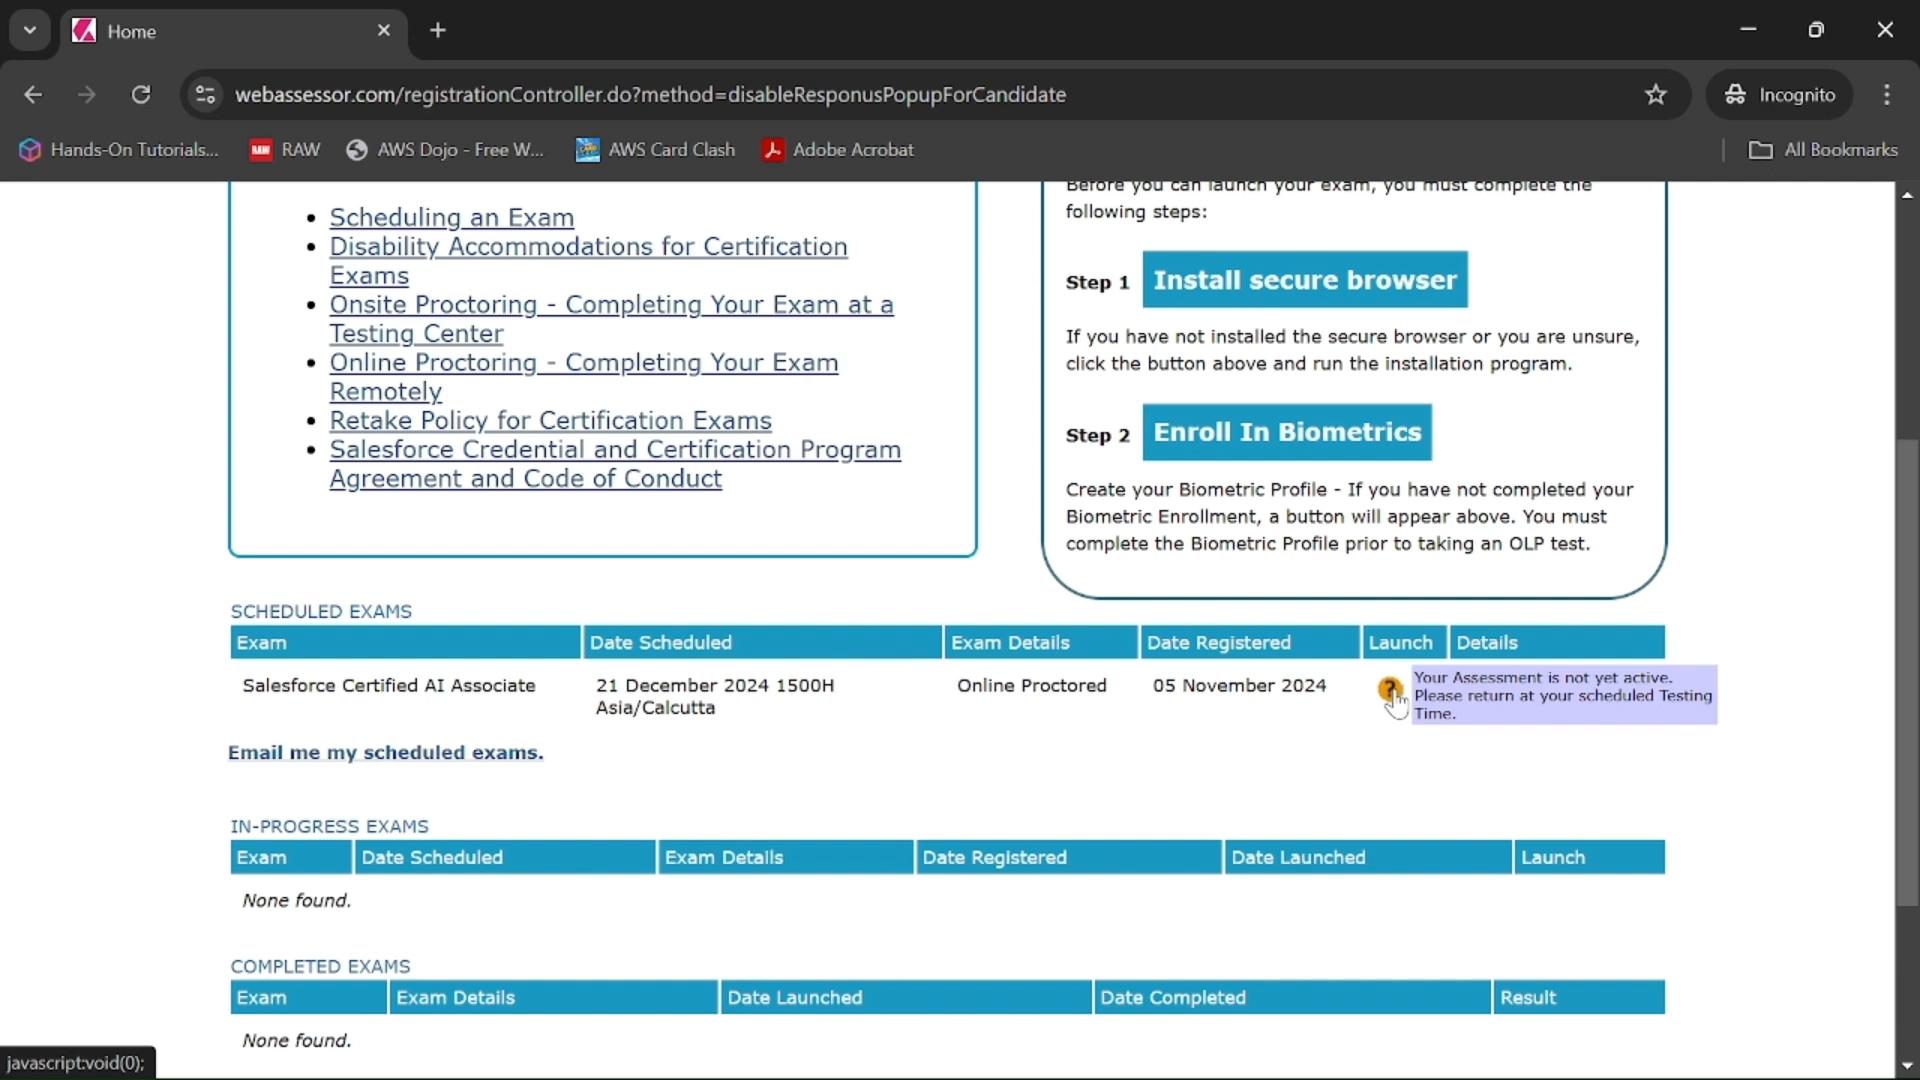 Home
webassessor.com/registrationController.do?method=disableResponusPopupForCandidate
Incognito
Hands-On Tutorials...
RAW
AWS Dojo - Free W...
AWS Card Clash
Adobe Acrobat
All Bookmarks
Scheduling an Exam
Disability Accommodations for Certification
Exams
Onsite Proctoring - Completing Your Exam at a
Testing Center
Online Proctoring - Completing Your Exam
Remotely
Retake Policy for Certification Exams
Salesforce Credential and Certification Program
Agreement and Code of Conduct
Before you can launch your exam, you must complete the
following steps:
Step 1 Install secure browser
If you have not installed the secure browser or you are unsure,
click the button above and run the installation program.
Step 2 Enroll In Biometrics
Create your Biometric Profile - If you have not completed your
Biometric Enrollment, a button will appear above. You must
complete the Biometric Profile prior to taking an OLP test.
SCHEDULED EXAMS
Exam Date Scheduled Exam Details Date Registered Launch Details
Salesforce Certified AI Associate 21 December 2024 1500H Online Proctored 05 November 2024 ?
Asia/Calcutta
Your Assessment is not yet active.
Please return at your scheduled Testing
Time.
Email me my scheduled exams.
IN-PROGRESS EXAMS
Exam Date Scheduled Exam Details Date Registered Date Launched Launch
None found.
COMPLETED EXAMS
Exam Exam Details Date Launched Date Completed Result
None found.
javascript:void(0);